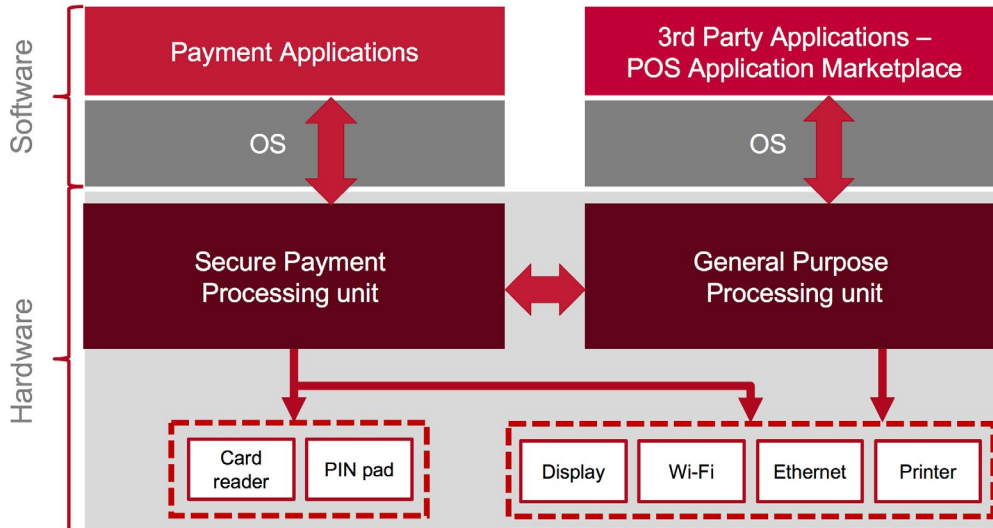 Software
Payment Applications
3rd Party Applications –
POS Application Marketplace
OS
OS
Hardware
Secure Payment
Processing unit
General Purpose
Processing unit
Card
reader
PIN pad
Display
Wi-Fi
Ethernet
Printer